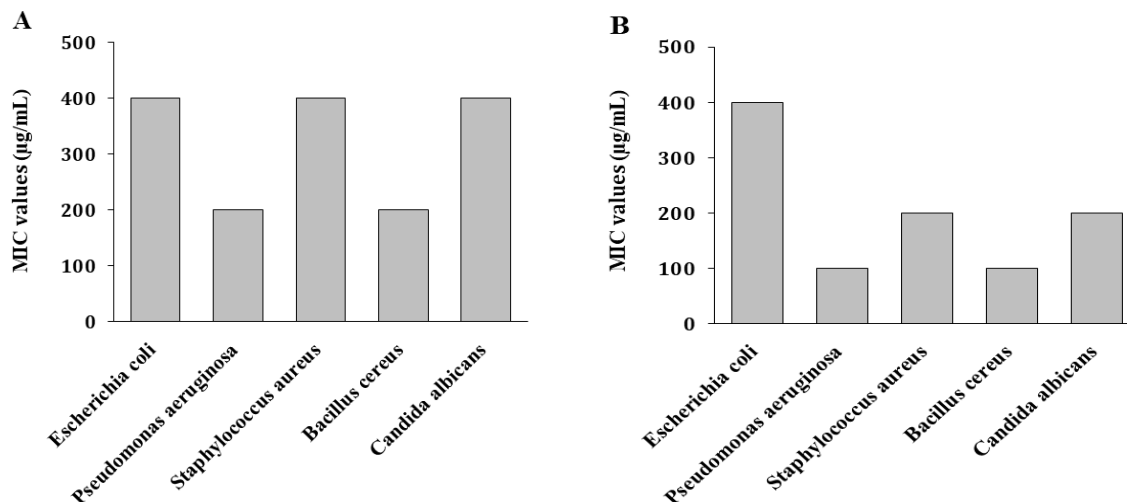 A
500
400
300
200
100
0
MIC values (µg/mL)
Escherichia coli
Pseudomonas aeruginosa
Staphylococcus aureus
Bacillus cereus
Candida albicans
B
500
400
300
200
100
0
MIC values (µg/mL)
Escherichia coli
Pseudomonas aeruginosa
Staphylococcus aureus
Bacillus cereus
Candida albicans